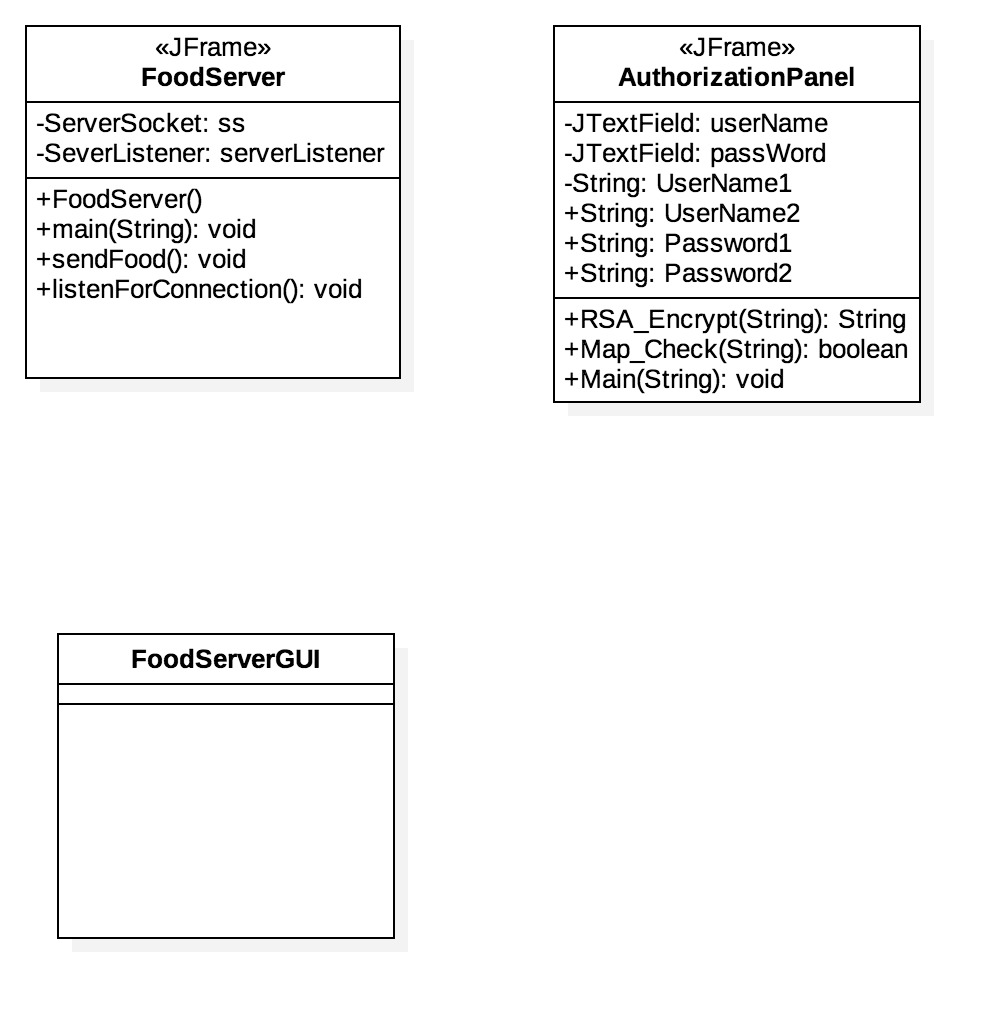 «JFrame»
FoodServer
-ServerSocket: ss
-SeverListener: serverListener
+FoodServer()
+main(String): void
+sendFood(): void
+listenForConnection(): void
«JFrame»
AuthorizationPanel
-JTextField: userName
-JTextField: passWord
-String: UserName1
+String: UserName2
+String: Password1
+String: Password2
+RSA_Encrypt(String): String
+Map_Check(String): boolean
+Main(String): void
FoodServerGUI